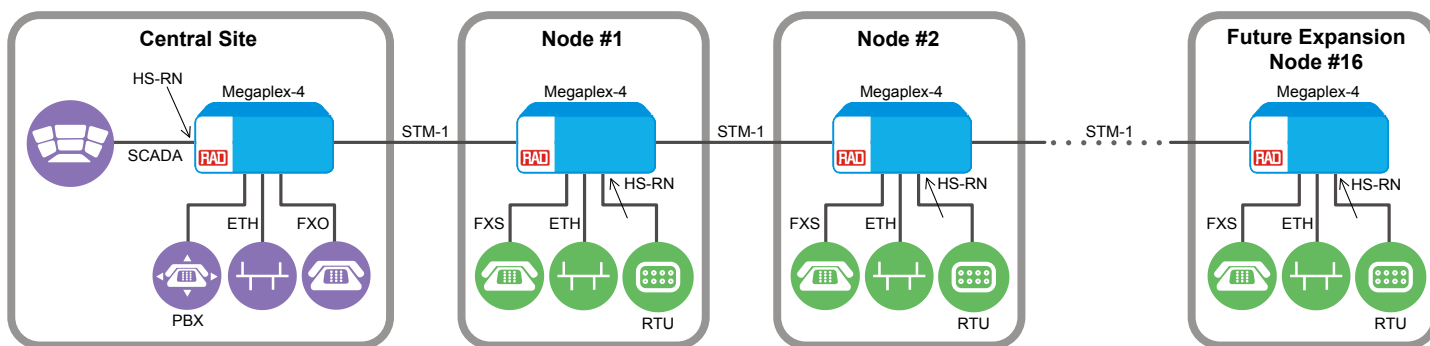 Central Site
HS-RN
Megaplex-4
RAD
SCADA
ETH
FXO
PBX
STM-1
Node #1
Megaplex-4
RAD
HS-RN
FXS
ETH
RTU
STM-1
Node #2
Megaplex-4
RAD
HS-RN
FXS
ETH
RTU
STM-1
Future Expansion
Node #16
Megaplex-4
RAD
HS-RN
FXS
ETH
RTU